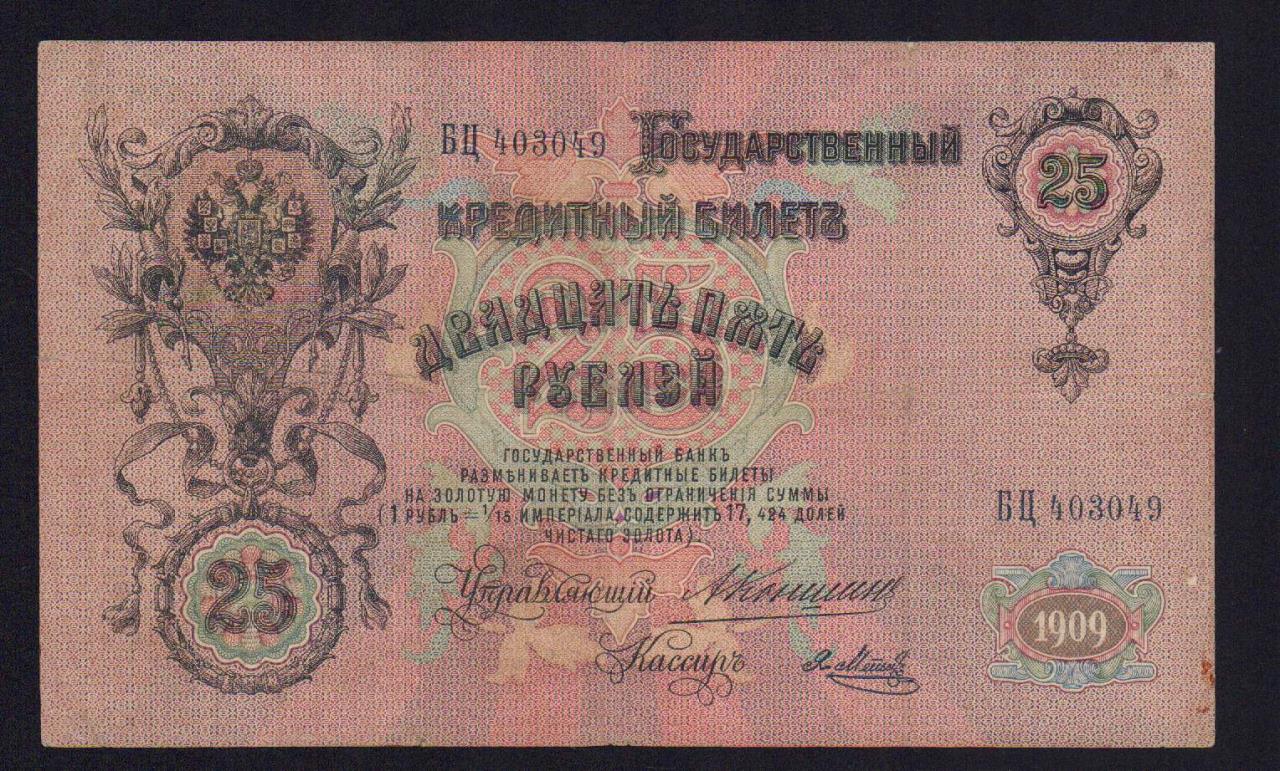 БЦ 403049 Государственный
25
КРЕДИТНЫЙ БИЛЕТЪ
25
ДВАДЦАТЬ ПЯТЬ
РУБЛЕЙ
ГОСУДАРСТВЕННЫЙ БАНКЪ
РАЗМѢНИВАЕТЪ КРЕДИТНЫЕ БИЛЕТЫ
НА ЗОЛОТУЮ МОНЕТУ БЕЗЪ ОГРАНИЧЕНІЯ СУММЫ
(1 РУБЛЬ = 1/15 ИМПЕРІАЛА, СОДЕРЖИТЪ 17,424 ДОЛЕЙ
ЧИСТАГО ЗОЛОТА).
БЦ 403049
25
Управляющій
Кассиръ
1909